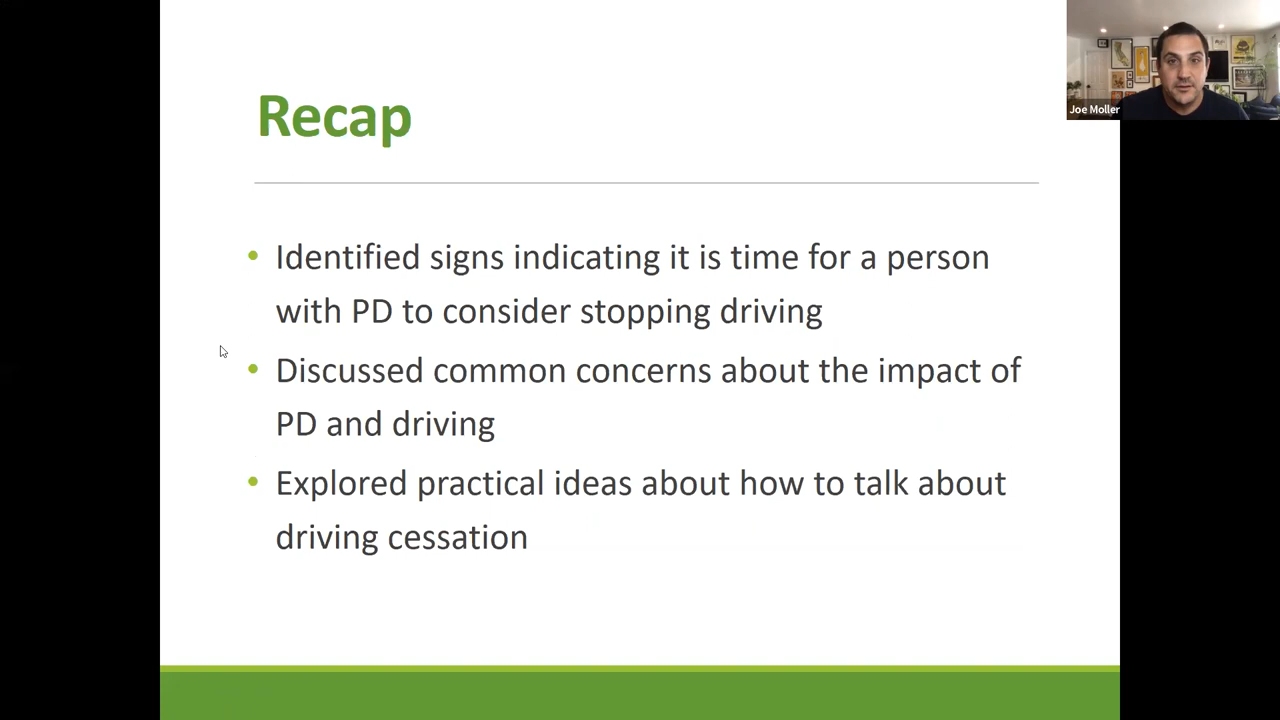 Recap
Joe Moller
• Identified signs indicating it is time for a person
with PD to consider stopping driving
• Discussed common concerns about the impact of
PD and driving
• Explored practical ideas about how to talk about
driving cessation